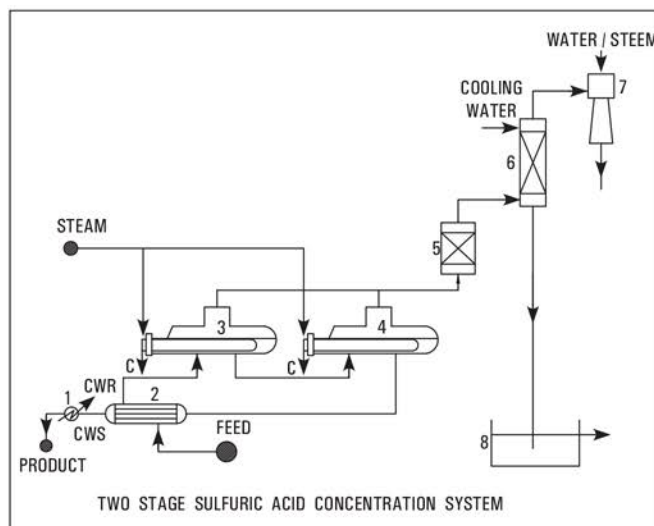 WATER / STEEM
7
COOLING
WATER
6
STEAM
5
3
4
C
C
CWR
1
2
CWS
FEED
PRODUCT
8
TWO STAGE SULFURIC ACID CONCENTRATION SYSTEM